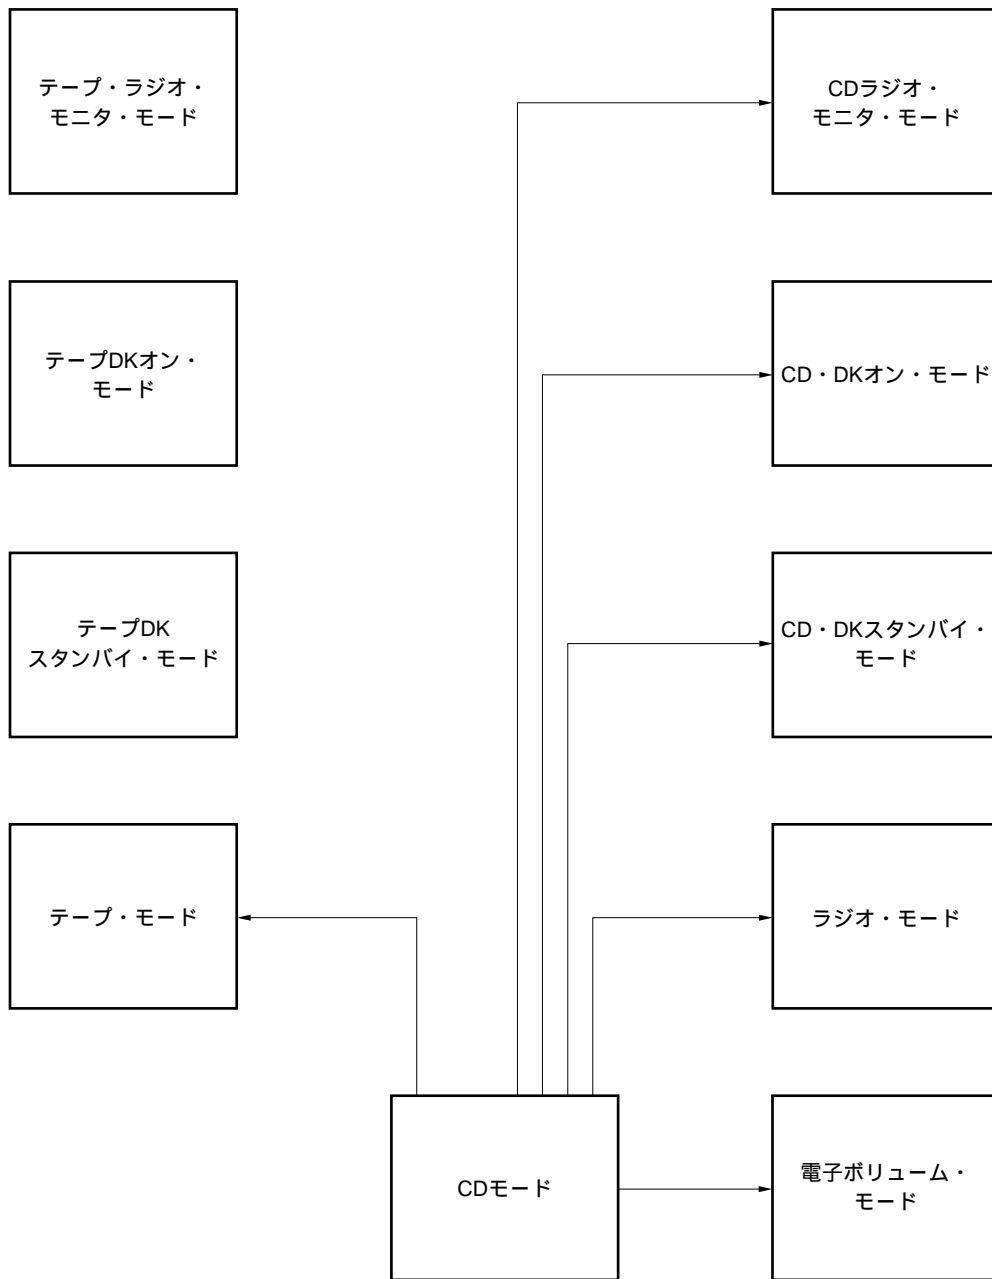 テープ・ラジオ・
モニタ・モード
CDラジオ・
モニタ・モード
テープDKオン・
モード
CD・DKオン・モード
テープDK
スタンバイ・モード
CD・DKスタンバイ・
モード
テープ・モード
ラジオ・モード
CDモード
電子ボリューム・
モード